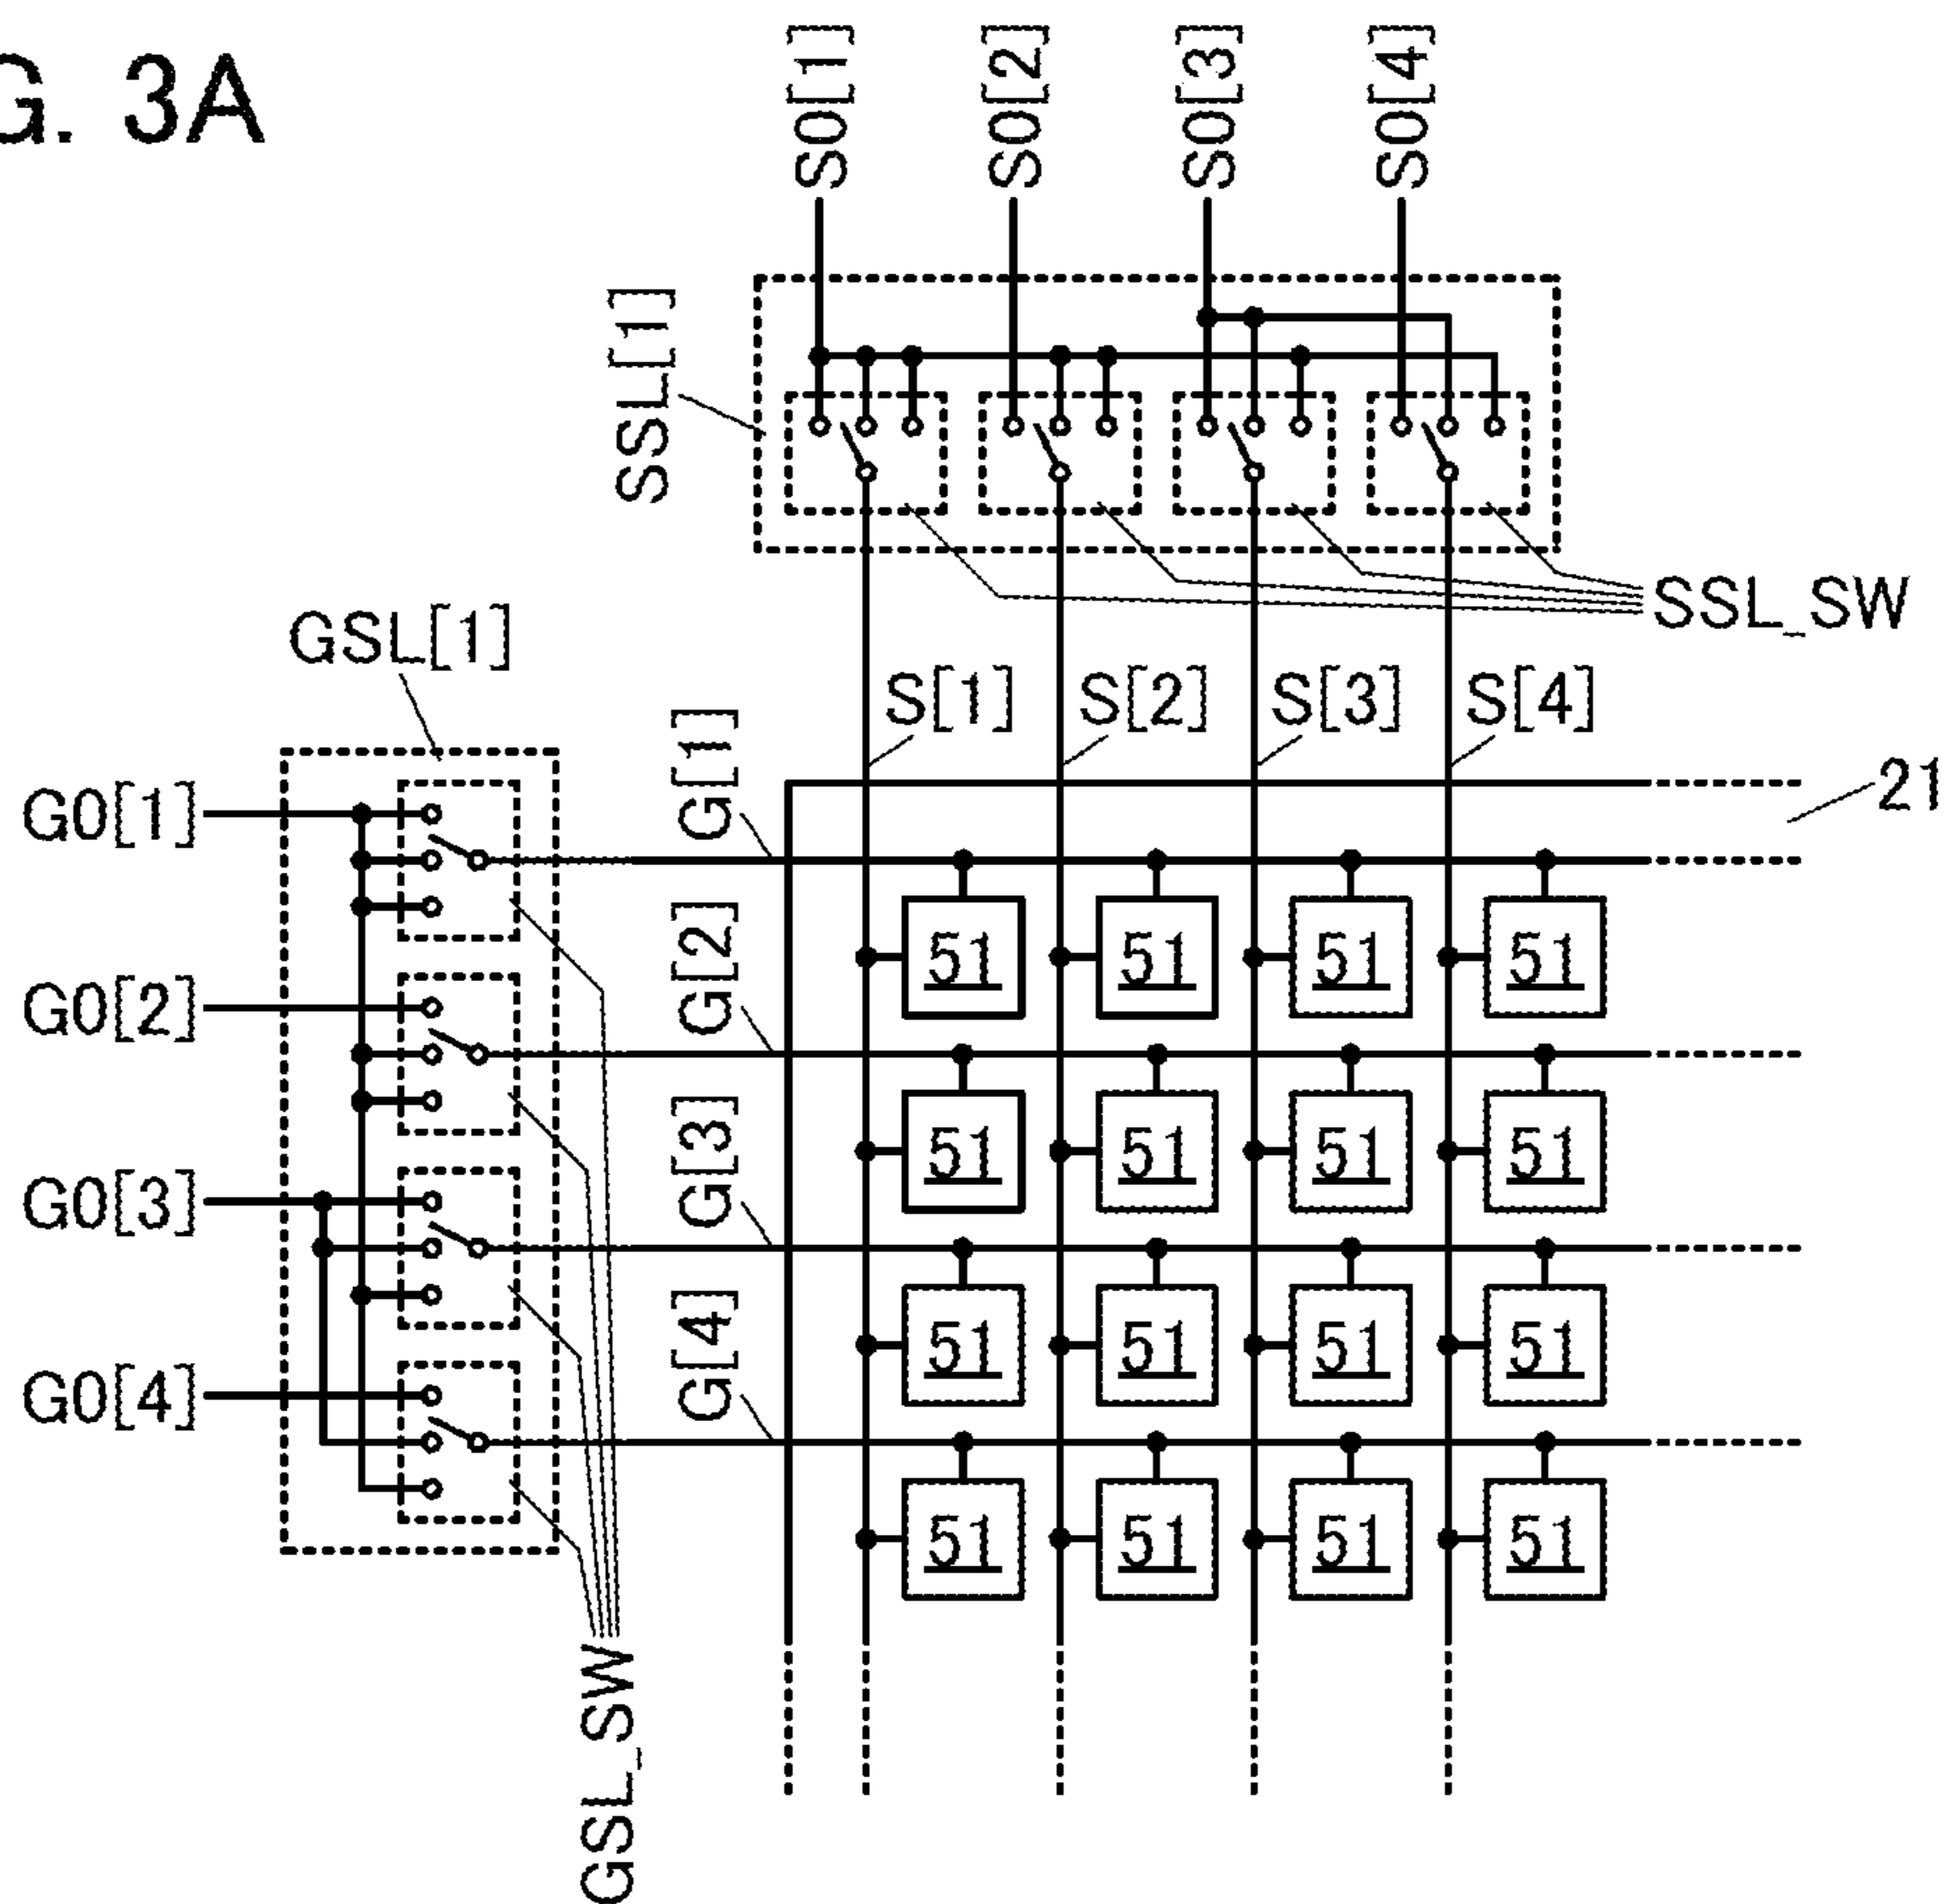 G. 3A
S0[1]
S0[2]
S0[3]
S0[4]
SSL[1]
SSL_SW
GSL[1]
S[1]
S[2]
S[3]
S[4]
21
G0[1]
G0[2]
G0[3]
G0[4]
G[1]
G[2]
G[3]
G[4]
51 51 51 51
51 51 51 51
51 51 51 51
51 51 51 51
GSL_SW